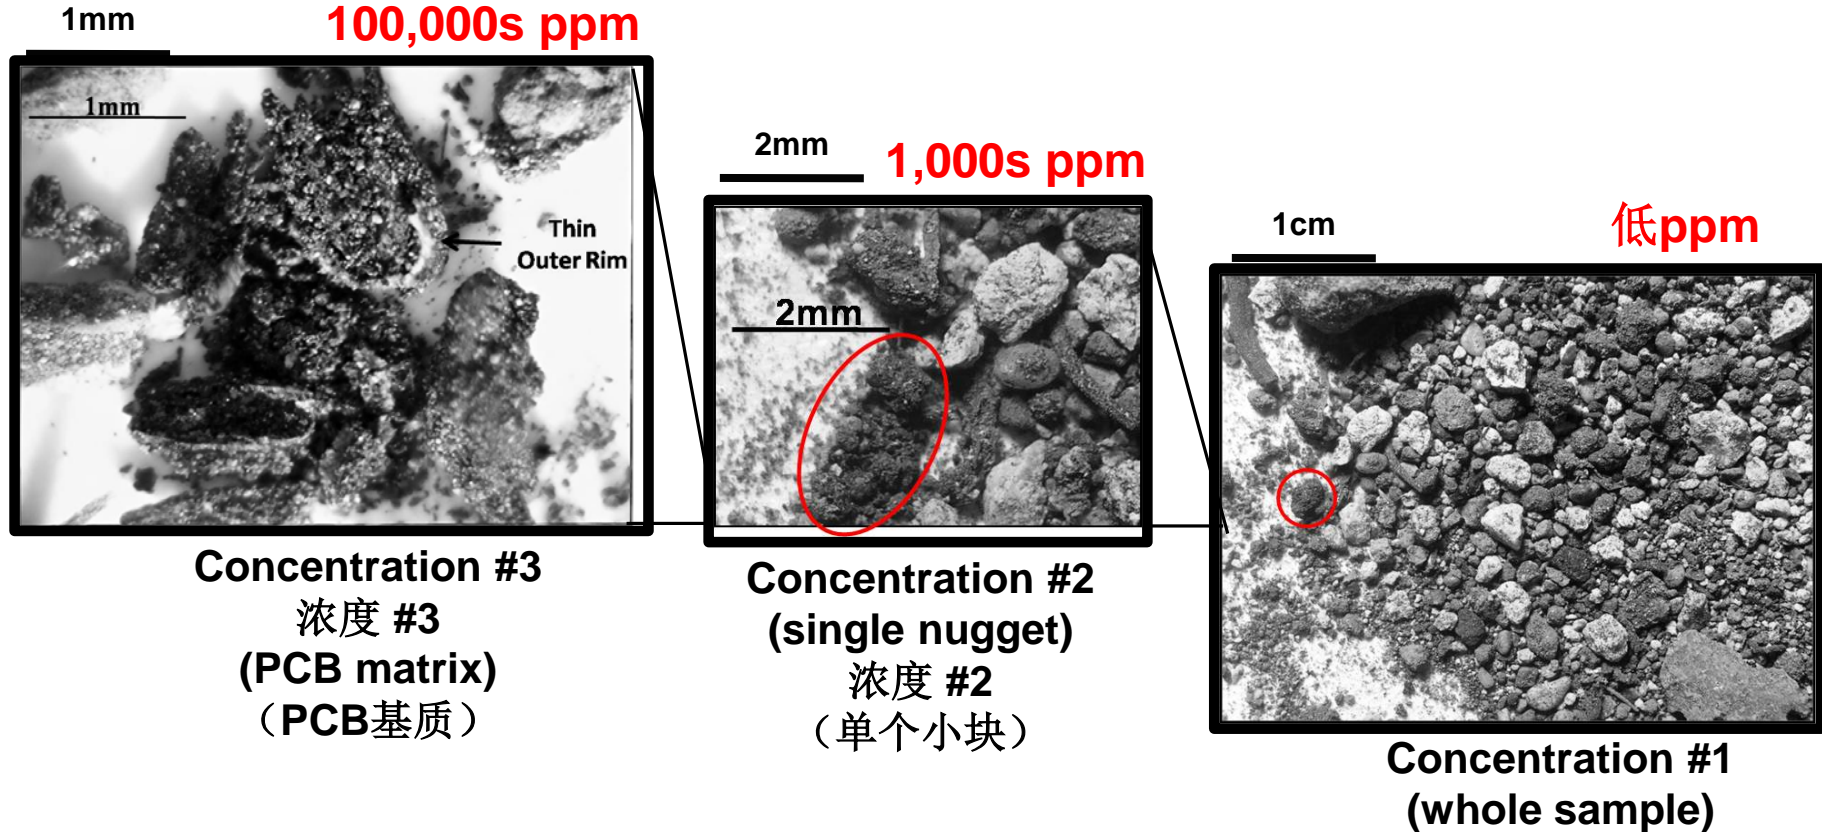 1mm
100,000s ppm
1mm
Thin
Outer Rim
Concentration #3
浓度 #3
(PCB matrix)
（PCB基质）
2mm
1,000s ppm
2mm
Concentration #2
(single nugget)
浓度 #2
（单个小块）
1cm
低ppm
Concentration #1
(whole sample)